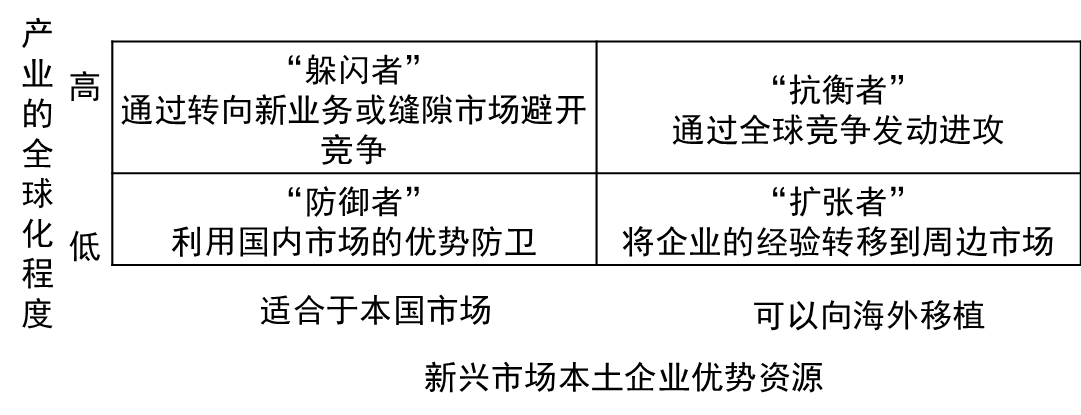 产业的全球化程度
高
“躲闪者”
通过转向新业务或缝隙市场避开
竞争
“抗衡者”
通过全球竞争发动进攻
低
“防御者”
利用国内市场的优势防卫
“扩张者”
将企业的经验转移到周边市场
适合于本国市场
可以向海外移植
新兴市场本土企业优势资源